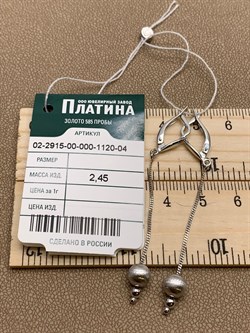 ООО ЮВЕЛИРНЫЙ ЗАВОД
ПЛАТИНА
ЗОЛОТО 585 ПРОБЫ
АРТИКУЛ
02-2915-00-000-1120-04
РАЗМЕР
МАССА ИЗД. 2,45
ЦЕНА за 1г
ЦЕНА ИЗД
СДЕЛАНО В РОССИИ